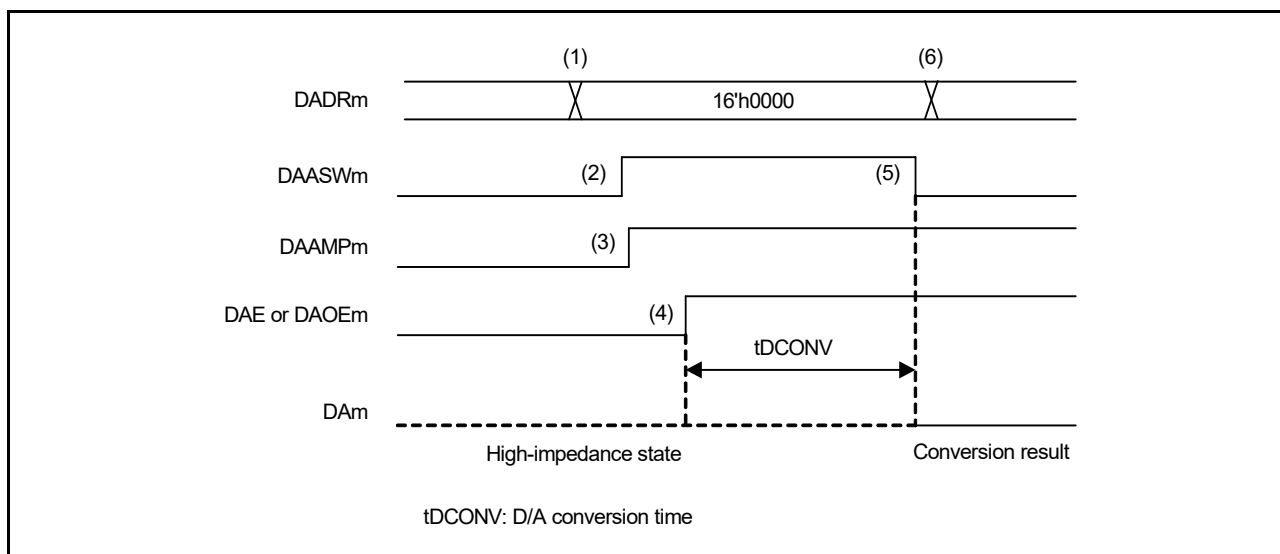 (1) (6)
DADRm 16'h0000
DAASWm (2) (5)
DAAMPm (3)
DAE or DAOEm (4)
tDCONV
DAm
High-impedance state Conversion result
tDCONV: D/A conversion time